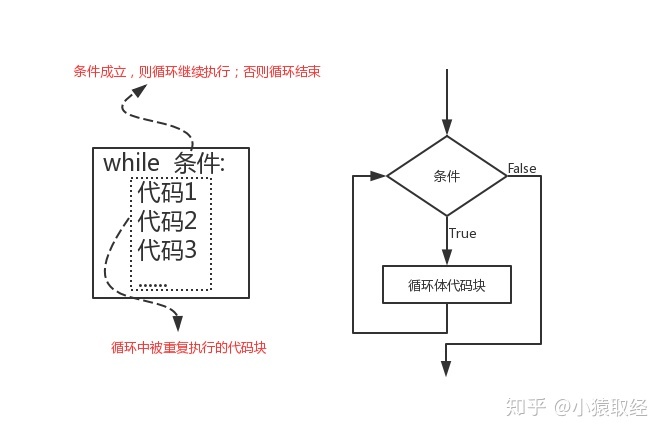 条件成立，则循环继续执行；否则循环结束
while 条件:
代码1
代码2
代码3
......
循环中被重复执行的代码块
条件
False
True
循环体代码块
知乎 @小猿取经